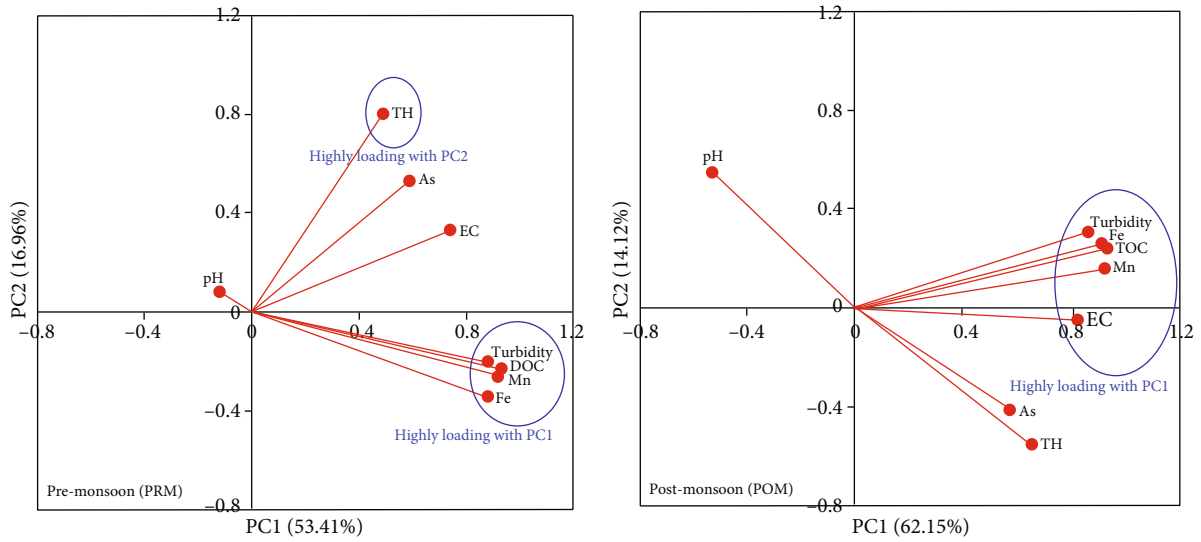 1.2
0.8
TH
Highly loading with PC2
As
0.4
EC
pH
PC2 (16.96%)
0
−0.8
−0.4
0
0.4
0.8
1.2
Turbidity
DOC
Mn
Fe
−0.4
Highly loading with PC1
Pre-monsoon (PRM)
−0.8
PC1 (53.41%)
1.2
0.8
pH
0.4
Turbidity
Fe
TOC
Mn
PC2 (14.12%)
0
EC
−0.8
−0.4
0
0.4
0.8
1.2
Highly loading with PC1
−0.4
As
TH
Post-monsoon (POM)
−0.8
PC1 (62.15%)